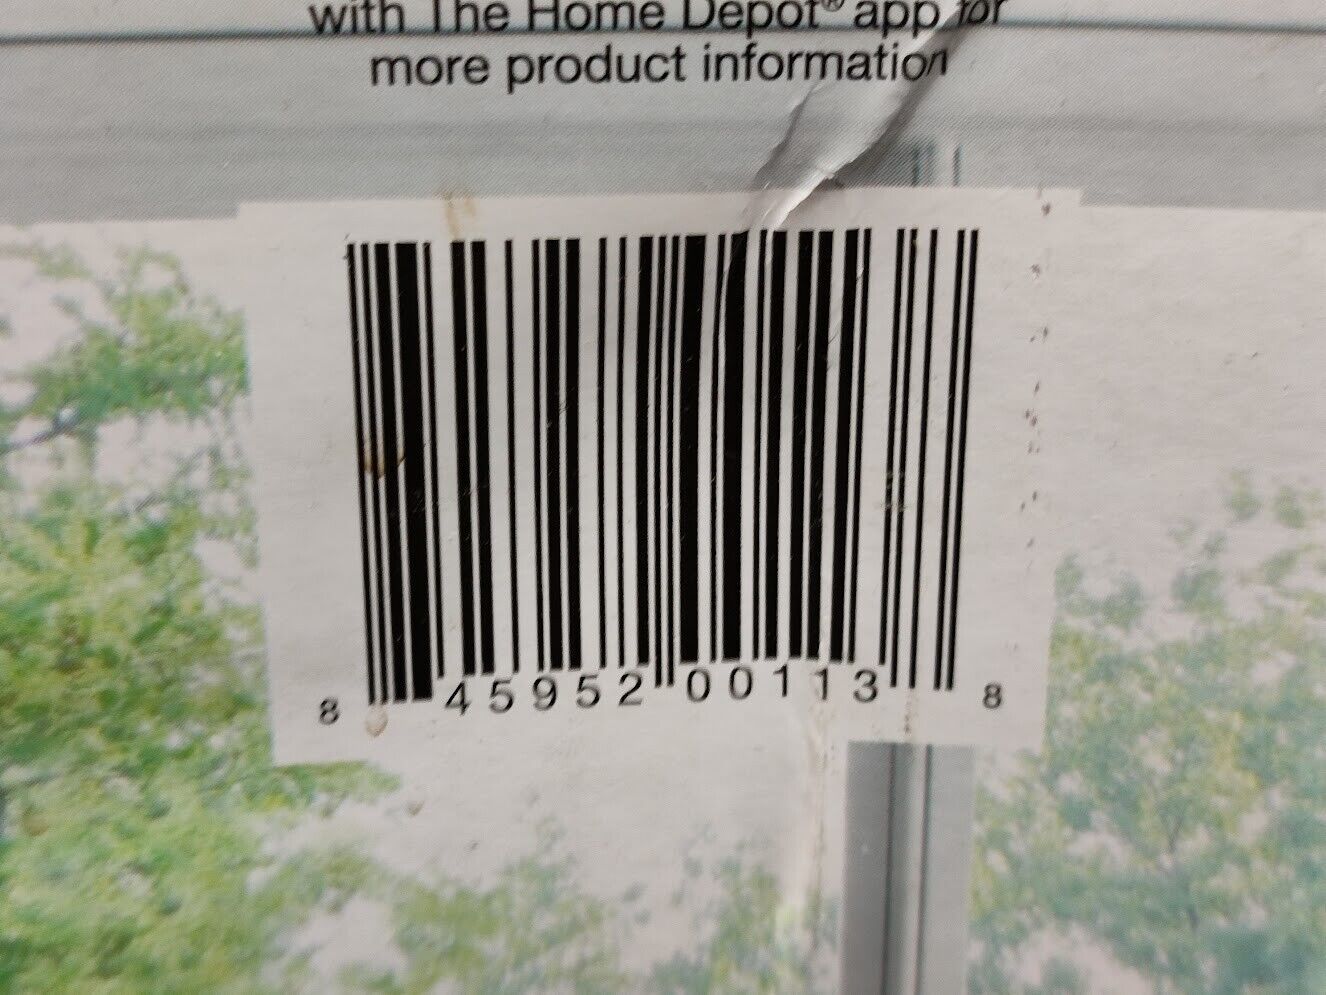 with The Home Depot® app for
more product information
8 45952 00113 8